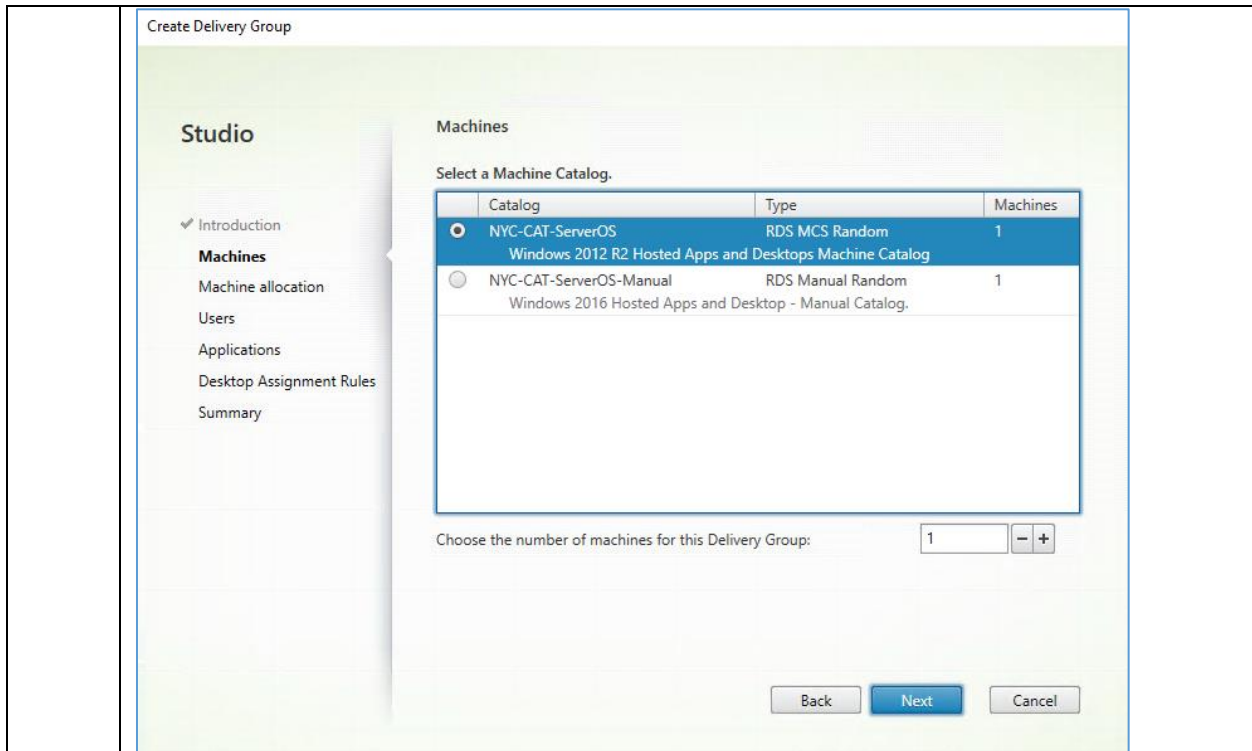 Create Delivery Group
Studio
Introduction
Machines
Machine allocation
Users
Applications
Desktop Assignment Rules
Summary
Machines
Select a Machine Catalog.
Catalog Type Machines
NYC-CAT-ServerOS RDS MCS Random 1
Windows 2012 R2 Hosted Apps and Desktops Machine Catalog
NYC-CAT-ServerOS-Manual RDS Manual Random 1
Windows 2016 Hosted Apps and Desktop - Manual Catalog.
Choose the number of machines for this Delivery Group: 1 - +
Back Next Cancel